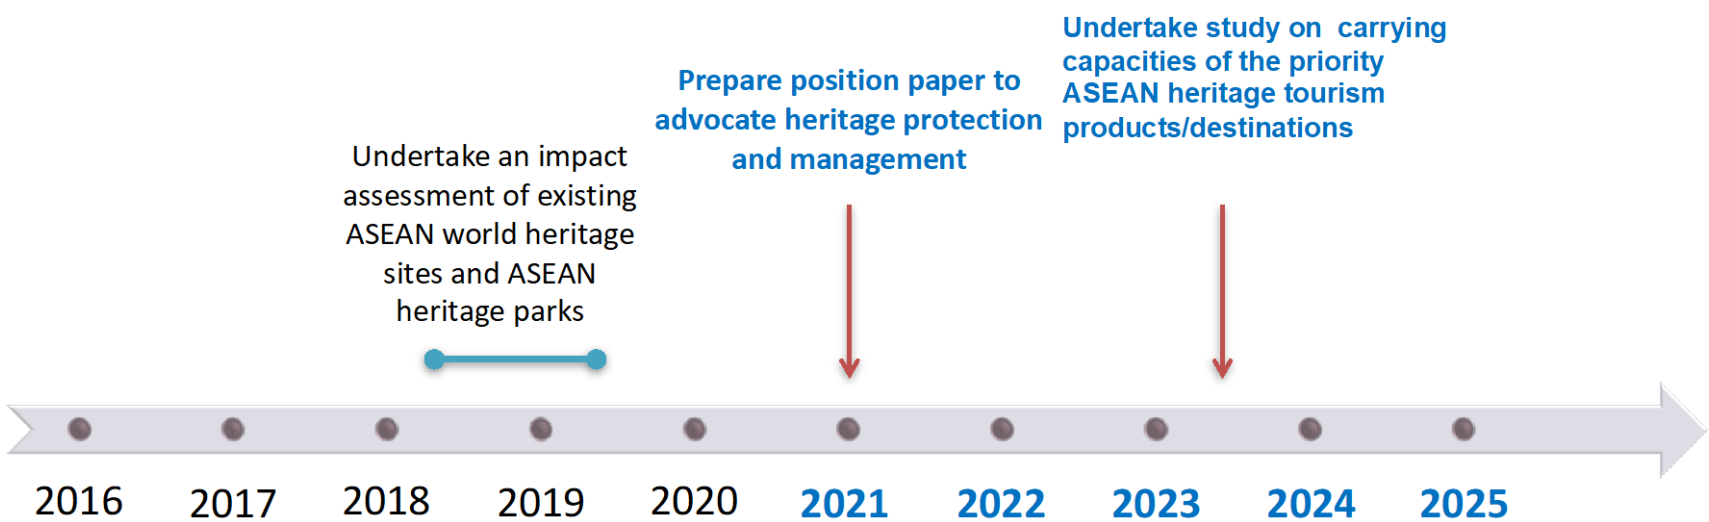 Undertake an impact
assessment of existing
ASEAN world heritage
sites and ASEAN
heritage parks
Prepare position paper to
advocate heritage protection
and management
Undertake study on  carrying
capacities of the priority
ASEAN heritage tourism
products/destinations
2016 2017 2018 2019 2020 2021 2022 2023 2024 2025